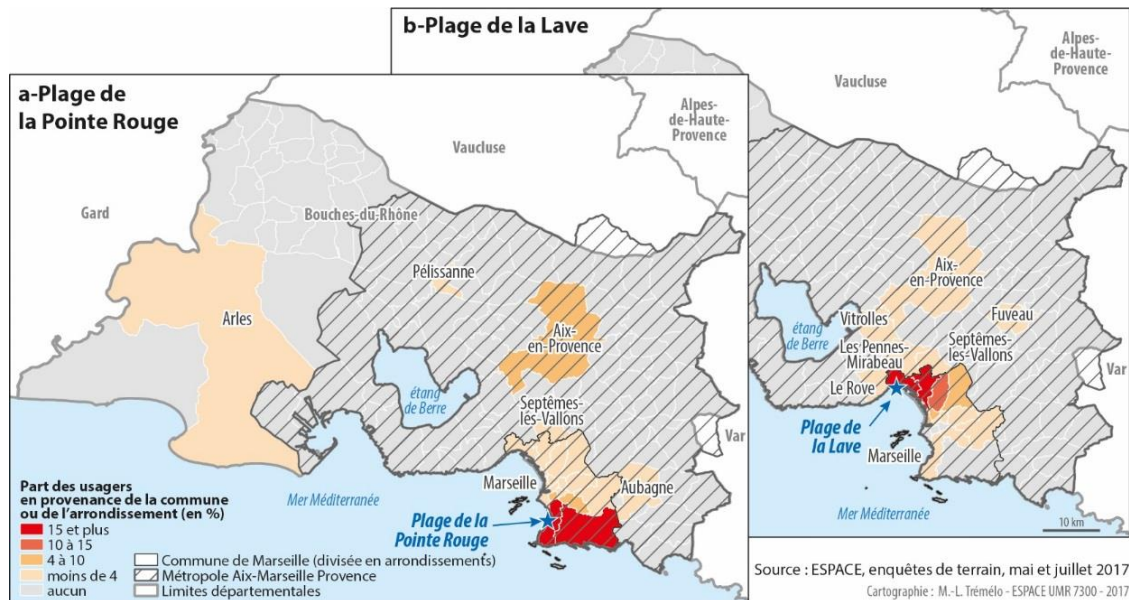 a-Plage de
la Pointe Rouge
Gard
Vaucluse
Alpes-
de-Haute-
Provence
Bouches-du-Rhône
Pélissanne
Arles
Aix-
en-Provence
étang
de Berre
Septèmes-
les-Vallons
Marseille
Aubagne
Var
Mer Méditerranée
Plage de la
Pointe Rouge
Part des usagers
en provenance de la commune
ou de l'arrondissement (en %)
15 et plus
10 à 15
4 à 10
moins de 4
aucun
Commune de Marseille (divisée en arrondissements)
Métropole Aix-Marseille Provence
Limites départementales
b-Plage de la Lave
Vaucluse
Alpes-
de-Haute-
Provence
Aix-
en-Provence
étang
de Berre
Vitrolles
Fuveau
Les Pennes-
Mirabeau
Septèmes-
les-Vallons
Le Rove
Var
Plage de
la Lave
Marseille
Mer Méditerranée
10 km
Source : ESPACE, enquêtes de terrain, mai et juillet 2017
Cartographie : M.-L. Trémélo - ESPACE UMR 7300 - 2017